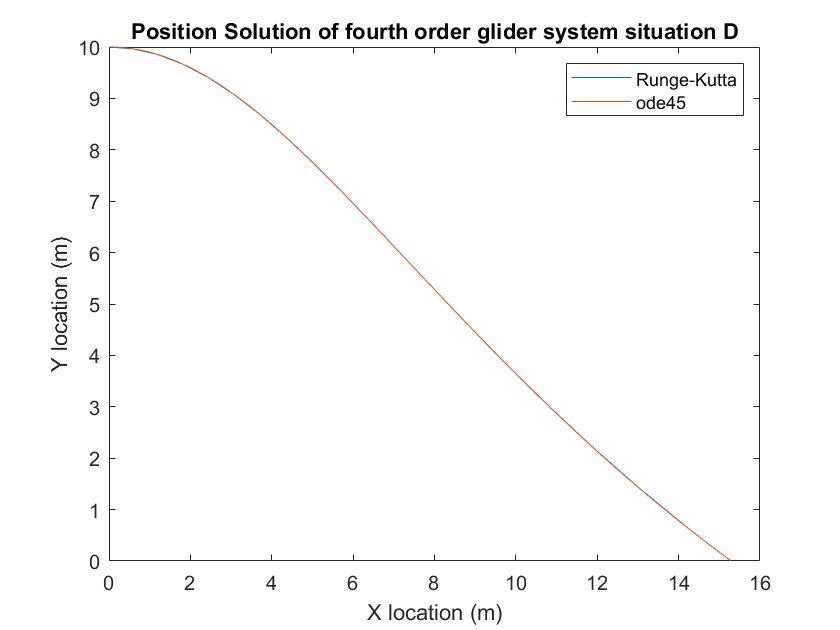 Position Solution of fourth order glider system situation D
Runge-Kutta
ode45
10
9
8
7
6
5
4
3
2
1
0
Y location (m)
0 2 4 6 8 10 12 14 16
X location (m)